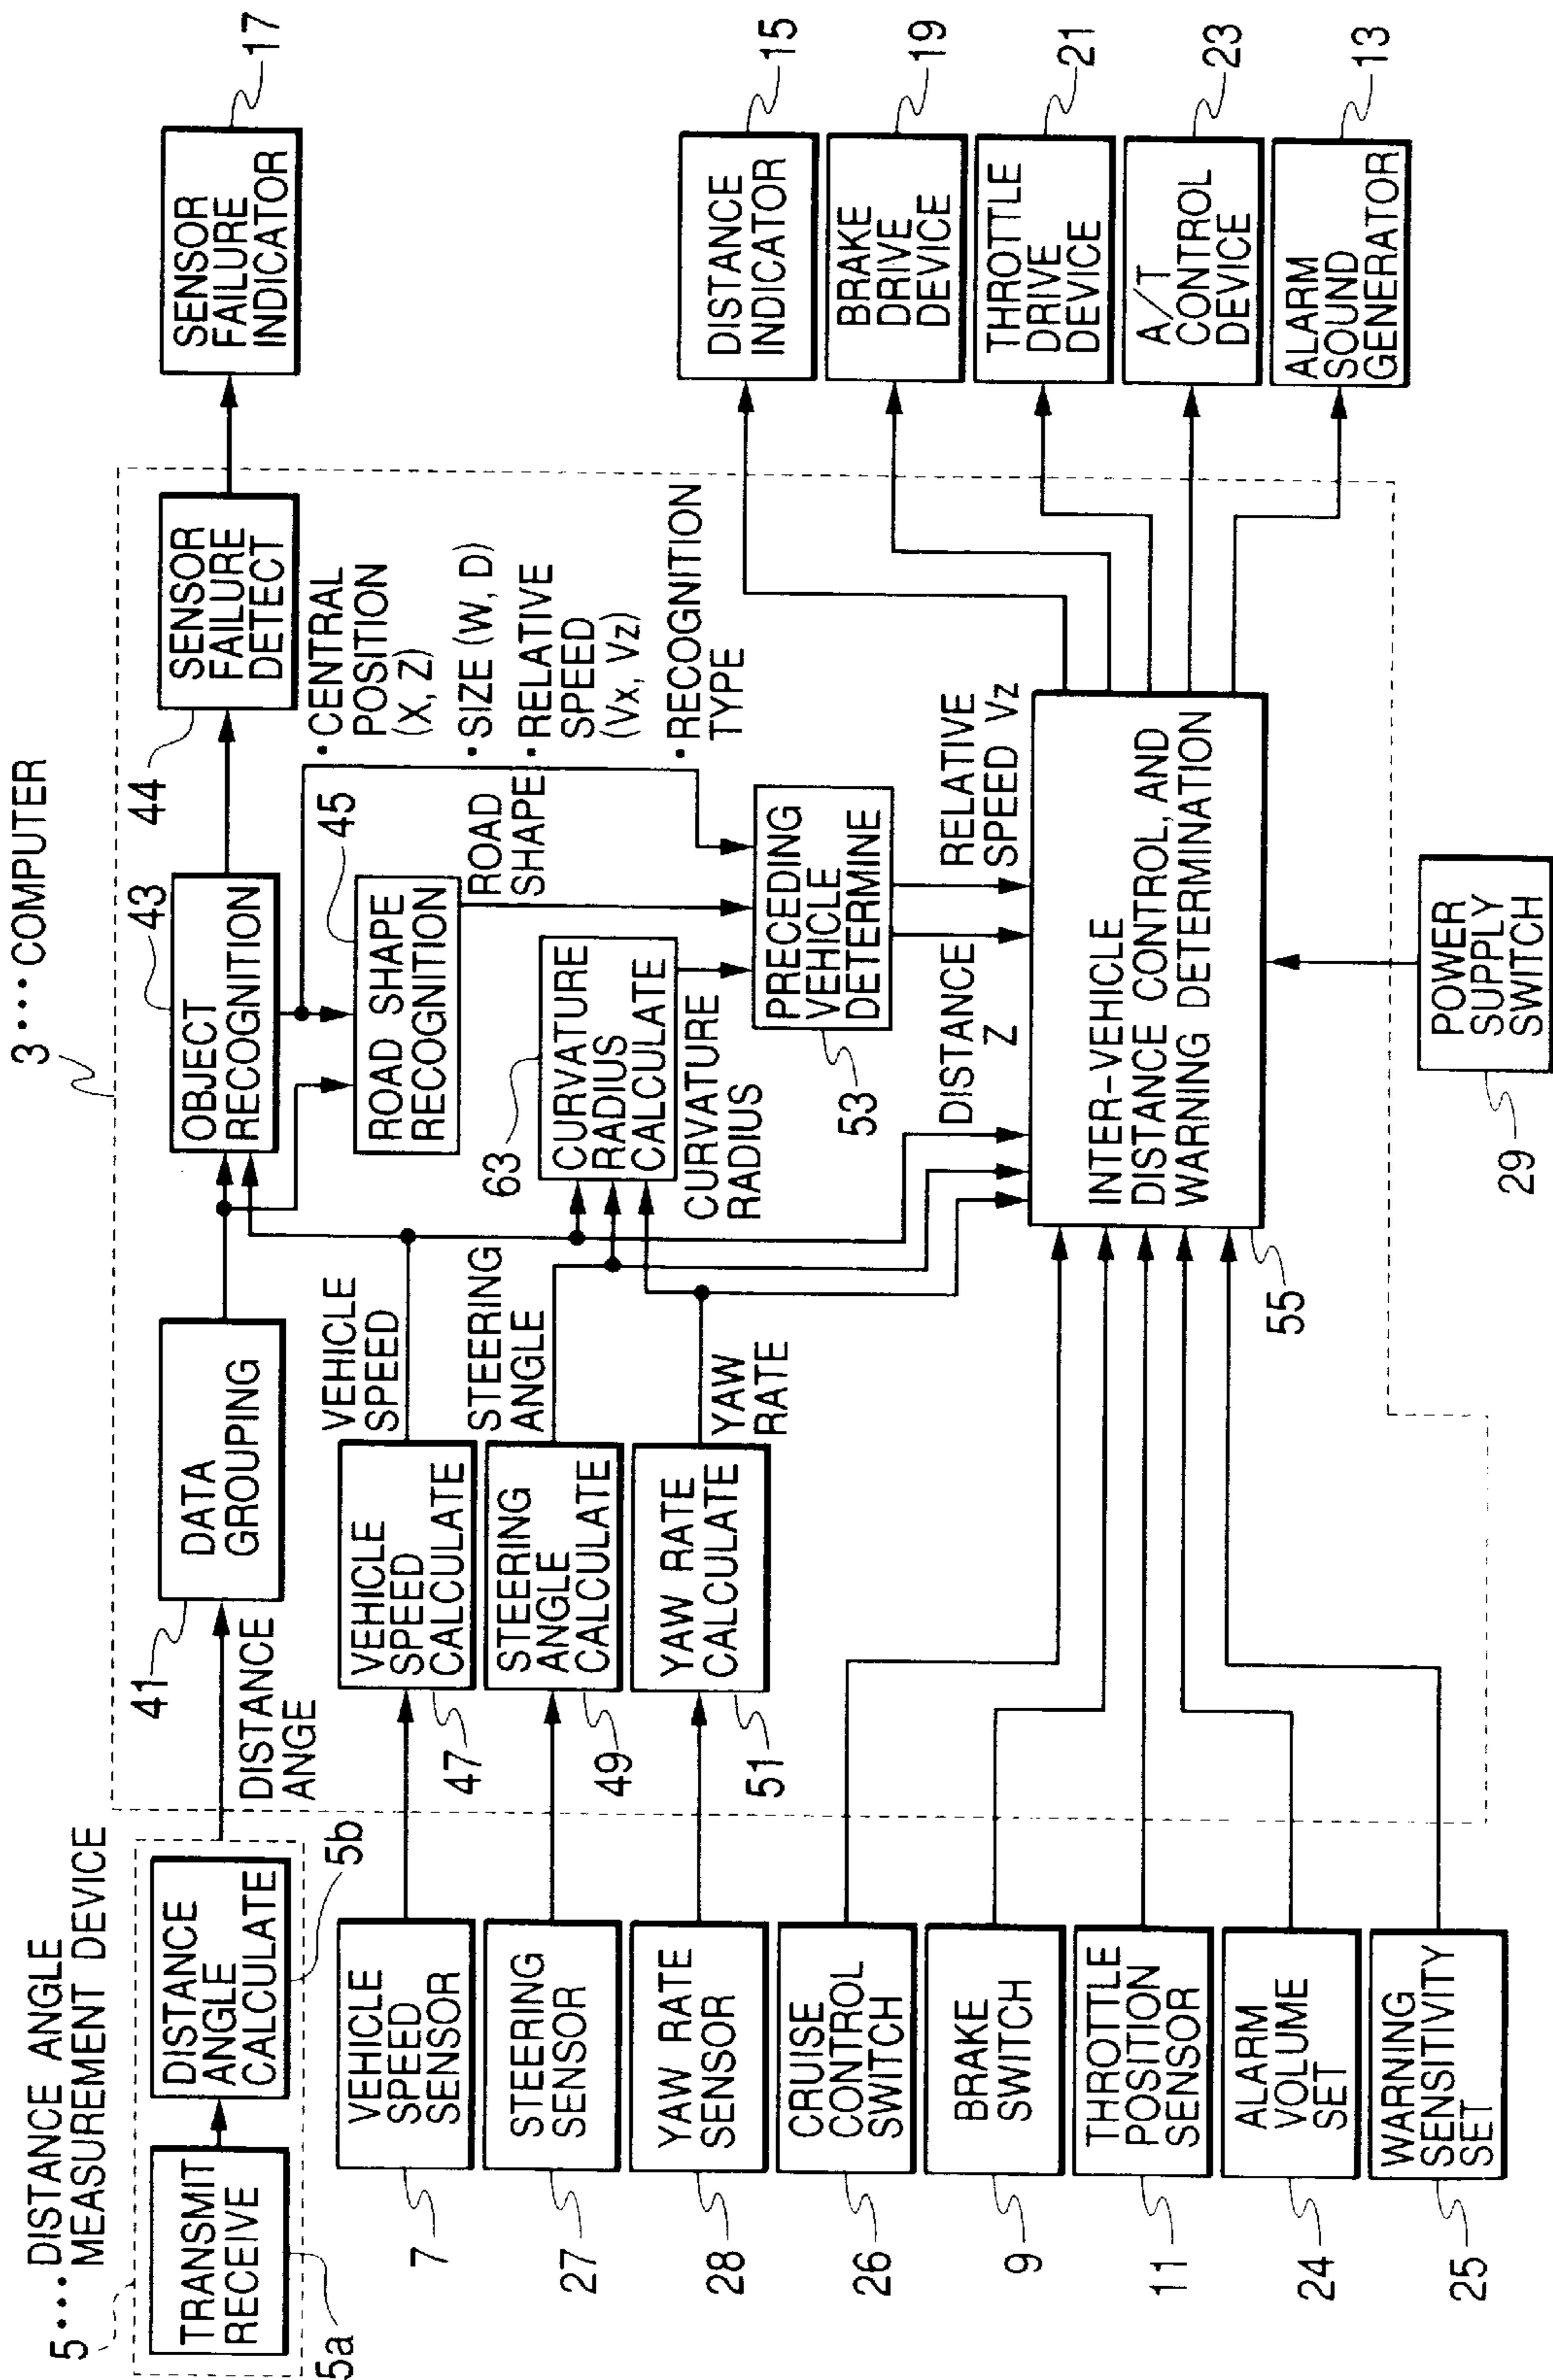 5···· DISTANCE ANGLE
MEASUREMENT DEVICE
TRANSMIT
RECEIVE
5a
DISTANCE
ANGLE
CALCULATE
5b
DISTANCE
ANGE
3··· COMPUTER
41
DATA
GROUPING
43
OBJECT
RECOGNITION
44
SENSOR
FAILURE
DETECT
SENSOR
FAILURE
INDICATOR
17
• CENTRAL
POSITION
(X, Z)
• SIZE (W, D)
• RELATIVE
SPEED
(Vx, Vz)
• RECOGNITION
TYPE
45
ROAD SHAPE
RECOGNITION
ROAD
SHAPE
VEHICLE
SPEED
SENSOR
7
VEHICLE
SPEED
CALCULATE
47
VEHICLE
SPEED
STEERING
SENSOR
27
STEERING
ANGLE
CALCULATE
49
STEERING
ANGLE
YAW RATE
SENSOR
28
YAW RATE
CALCULATE
51
YAW
RATE
63
CURVATURE
RADIUS
CALCULATE
CURVATURE
RADIUS
PRECEDING
VEHICLE
DETERMINE
53
DISTANCE
Z
RELATIVE
SPEED Vz
CRUISE
CONTROL
SWITCH
26
BRAKE
SWITCH
9
THROTTLE
POSITION
SENSOR
11
ALARM
VOLUME
SET
24
WARNING
SENSITIVITY
SET
25
INTER-VEHICLE
DISTANCE CONTROL, AND
WARNING DETERMINATION
55
POWER
SUPPLY
SWITCH
29
DISTANCE
INDICATOR
15
BRAKE
DRIVE
DEVICE
19
THROTTLE
DRIVE
DEVICE
21
A/T
CONTROL
DEVICE
23
ALARM
SOUND
GENERATOR
13